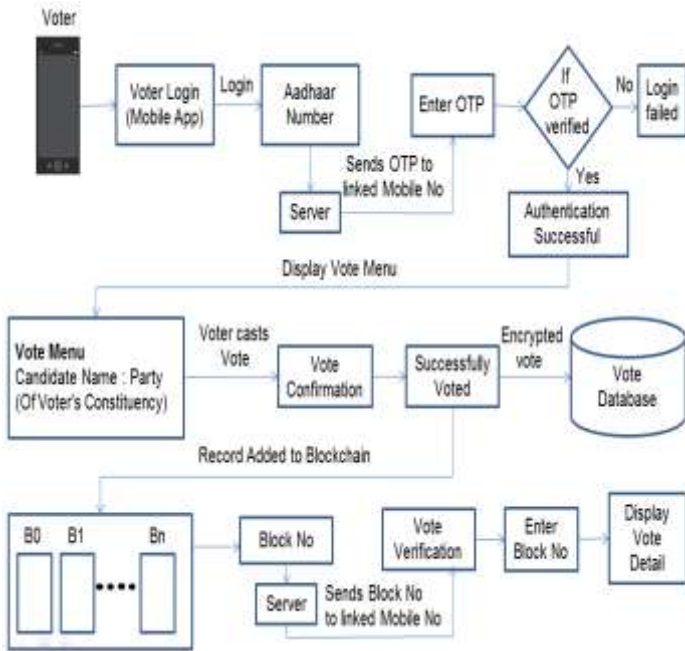 Voter
Voter Login
(Mobile App)
Login
Aadhaar
Number
Sends OTP to
linked Mobile No
Server
Enter OTP
If
OTP
verified
No
Login
failed
Yes
Authentication
Successful
Display Vote Menu
Vote Menu
Candidate Name : Party
(Of Voter's Constituency)
Voter casts
Vote
Vote
Confirmation
Successfully
Voted
Encrypted
vote
Vote
Database
Record Added to Blockchain
B0
B1
Bn
Block No
Server
Sends Block No
to linked Mobile No
Vote
Verification
Enter
Block No
Display
Vote
Detail